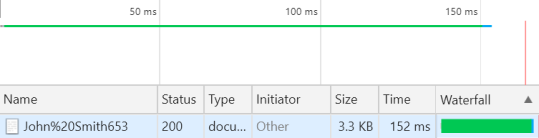 50 ms 100 ms 150 ms
Name Status Type Initiator Size Time Waterfall
John%20Smith653 200 docu... Other 3.3 KB 152 ms